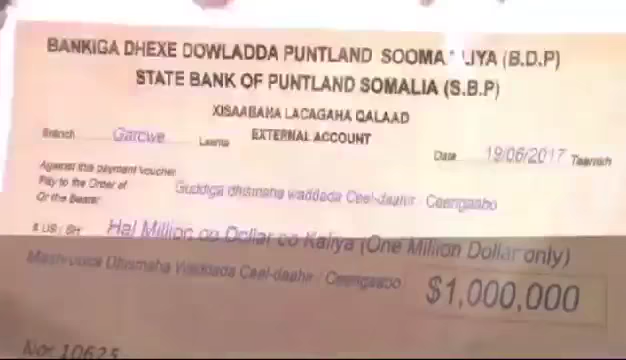 BANKIGA DHEXE DOWLADDA PUNTLAND SOOMALIYA (B.D.P)
STATE BANK OF PUNTLAND SOMALIA (S.B.P)
XISAABAHA LACAGAHA QALAAD
Branch Garowe Laanta EXTERNAL ACCOUNT
Date 19/06/2017 Taariikh
Against this payment voucher
Pay to the Order of Guddiga dhismaha waddada Ceel-daahir / Ceerigaabo
Or the Bearer
$ US / SH Hal Million oo Dollar oo Kaliya (One Million Dollar only)
Mashruuca Dhismaha Waddada Ceel-daahir / Ceerigaabo $1,000,000
No: 10625